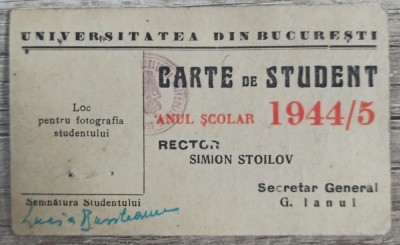 UNIVERSITATEA DIN BUCUREȘTI
CARTE DE STUDENT
ANUL ȘCOLAR 1944/5
Loc
pentru fotografia
studentului
RECTOR
SIMION STOILOV
Secretar General
G. Ianul
Semnătura Studentului
Lucia